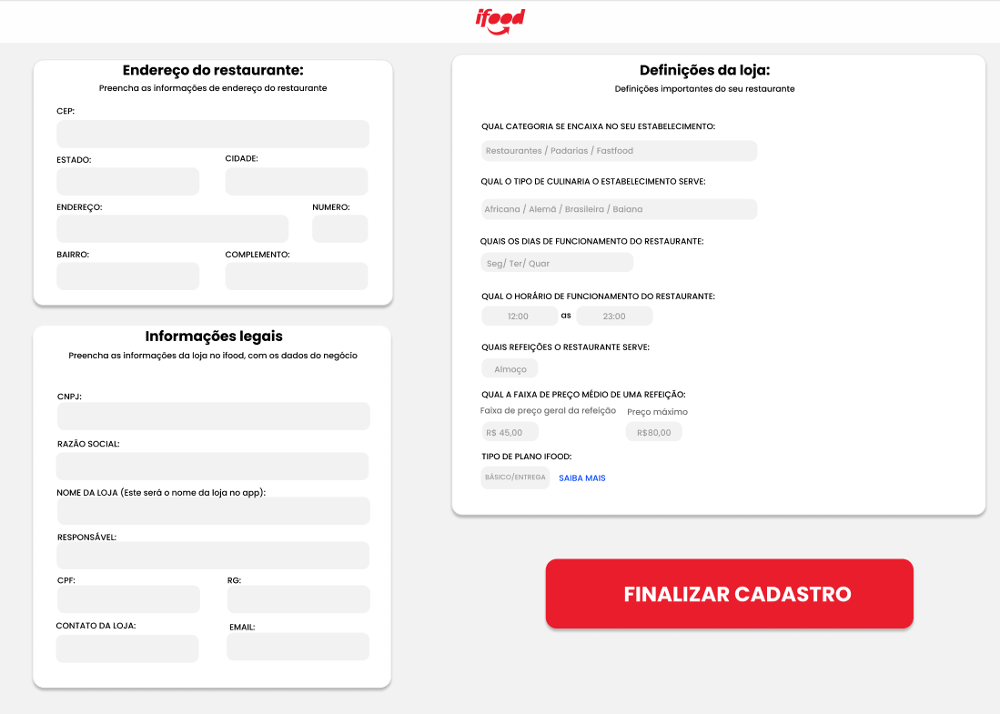 ifood
Endereço do restaurante:
Preencha as informações de endereço do restaurante
CEP:
ESTADO:
CIDADE:
ENDEREÇO:
NUMERO:
BAIRRO:
COMPLEMENTO:
Informações legais
Preencha as informações da loja no ifood, com os dados do negócio
CNPJ:
RAZÃO SOCIAL:
NOME DA LOJA (Este será o nome da loja no app):
RESPONSÁVEL:
CPF:
RG:
CONTATO DA LOJA:
EMAIL:
Definições da loja:
Definições importantes do seu restaurante
QUAL CATEGORIA SE ENCAIXA NO SEU ESTABELECIMENTO:
Restaurantes / Padarias / Fastfood
QUAL O TIPO DE CULINARIA O ESTABELECIMENTO SERVE:
Africana / Alemã / Brasileira / Baiana
QUAIS OS DIAS DE FUNCIONAMENTO DO RESTAURANTE:
Seg/ Ter/ Quar
QUAL O HORÁRIO DE FUNCIONAMENTO DO RESTAURANTE:
12:00 as 23:00
QUAIS REFEIÇÕES O RESTAURANTE SERVE:
Almoço
QUAL A FAIXA DE PREÇO MÉDIO DE UMA REFEIÇÃO:
Faixa de preço geral da refeição
Preço máximo
R$ 45,00
R$80,00
TIPO DE PLANO IFOOD:
BÁSICO/ENTREGA
SAIBA MAIS
FINALIZAR CADASTRO